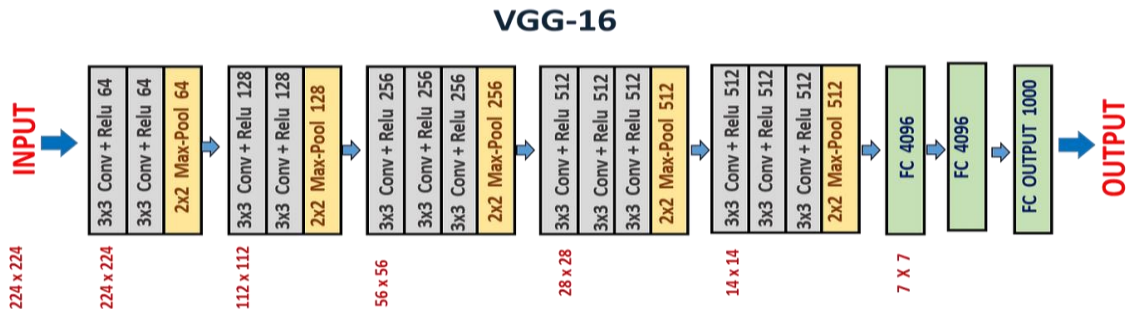 VGG-16
INPUT
3x3 Conv + Relu 64
3x3 Conv + Relu 64
2x2 Max-Pool 64
3x3 Conv + Relu 128
3x3 Conv + Relu 128
2x2 Max-Pool 128
3x3 Conv + Relu 256
3x3 Conv + Relu 256
3x3 Conv + Relu 256
2x2 Max-Pool 256
3x3 Conv + Relu 512
3x3 Conv + Relu 512
3x3 Conv + Relu 512
2x2 Max-Pool 512
3x3 Conv + Relu 512
3x3 Conv + Relu 512
3x3 Conv + Relu 512
2x2 Max-Pool 512
FC 4096
FC 4096
FC OUTPUT 1000
OUTPUT
224 x 224
224 x 224
112 x 112
56 x 56
28 x 28
14 x 14
7 X 7